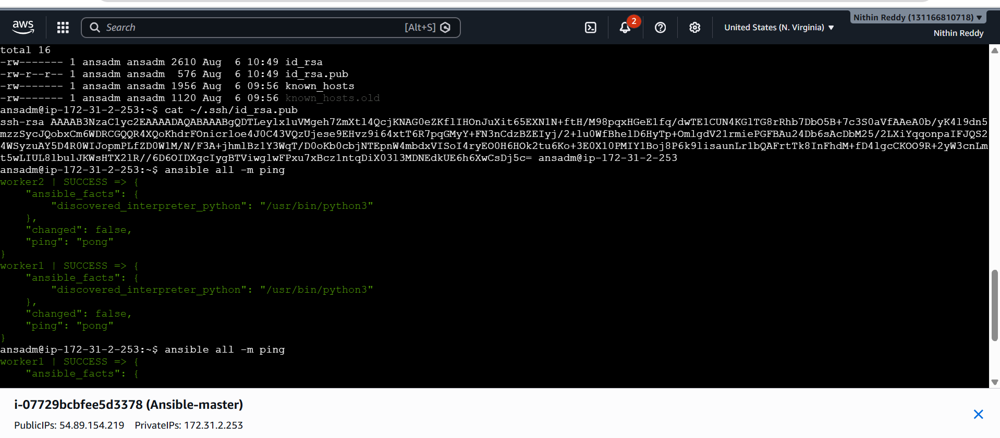 aws
Search [Alt+S]
2
United States (N. Virginia) ▼
Nithin Reddy (131166810718) ▼
Nithin Reddy
total 16
-rw------- 1 ansadm ansadm 2610 Aug  6 10:49 id_rsa
-rw-r--r-- 1 ansadm ansadm  576 Aug  6 10:49 id_rsa.pub
-rw------- 1 ansadm ansadm 1956 Aug  6 09:56 known_hosts
-rw------- 1 ansadm ansadm 1120 Aug  6 09:56 known_hosts.old
ansadm@ip-172-31-2-253:~$ cat ~/.ssh/id_rsa.pub
ssh-rsa AAAAB3NzaC1yc2EAAAADAQABAAABgQDTLeylx1uVMgeh7ZmXtl4QcjKNAG0eZKflIHOnJuXit65EXN1N+ftH/M98pqxHGeE1fq/dwTE1CUN4KGlTG8rRhb7DbO5B+7c3S0aVfAAeA0b/yK4l9dn5
mzzSycJQobxCm6WDRCGQQR4XQoKhdrFOnicrloe4J0C43VQzUjese9EHvz9i64xtT6R7pqGMyY+FN3nCdzBZEIyj/2+lu0WfBhelD6HyTp+OmlgdV21rmiePGFBAu24Db6sAcDbM25/2LXiYqqonpaIFJQS2
4WSyzuAY5D4R0WIJopmPLfZD0W1M/N/F3A+jhmlBz1Y3WqT/D0oKb0cbjNTEpnW4mbdxVISoI4ryEO0H6HOk2tu6Ko+3E0X10PMIY1Boj8P6k9lisaunLr1bQAFrtTk8InFhdM+fD4lgcCKOO9R+2yW3cnLm
t5wLIUL8lbulJKWsHTX2lR//6D6OIDXgcIygBTViwglwFPxu7xBcz1ntqDiX03l3MDNEdkUE6h6XwCsDj5c= ansadm@ip-172-31-2-253
ansadm@ip-172-31-2-253:~$ ansible all -m ping
worker2 | SUCCESS => {
    "ansible_facts": {
        "discovered_interpreter_python": "/usr/bin/python3"
    },
    "changed": false,
    "ping": "pong"
}
worker1 | SUCCESS => {
    "ansible_facts": {
        "discovered_interpreter_python": "/usr/bin/python3"
    },
    "changed": false,
    "ping": "pong"
}
ansadm@ip-172-31-2-253:~$ ansible all -m ping
worker1 | SUCCESS => {
    "ansible_facts": {
i-07729bcbfee5d3378 (Ansible-master)
PublicIPs: 54.89.154.219 PrivateIPs: 172.31.2.253